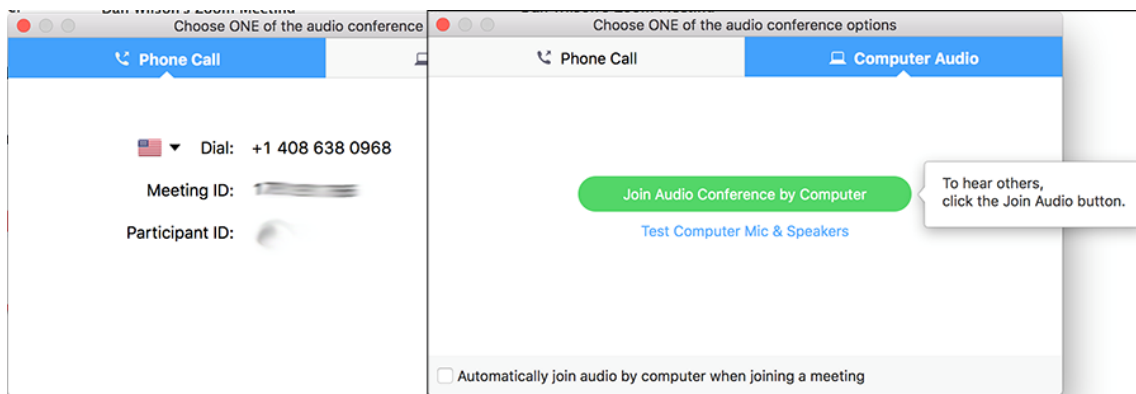 Choose ONE of the audio conference
Phone Call
Dial: +1 408 638 0968
Meeting ID:
Participant ID:
Choose ONE of the audio conference options
Phone Call
Computer Audio
Join Audio Conference by Computer
Test Computer Mic & Speakers
To hear others,
click the Join Audio button.
Automatically join audio by computer when joining a meeting